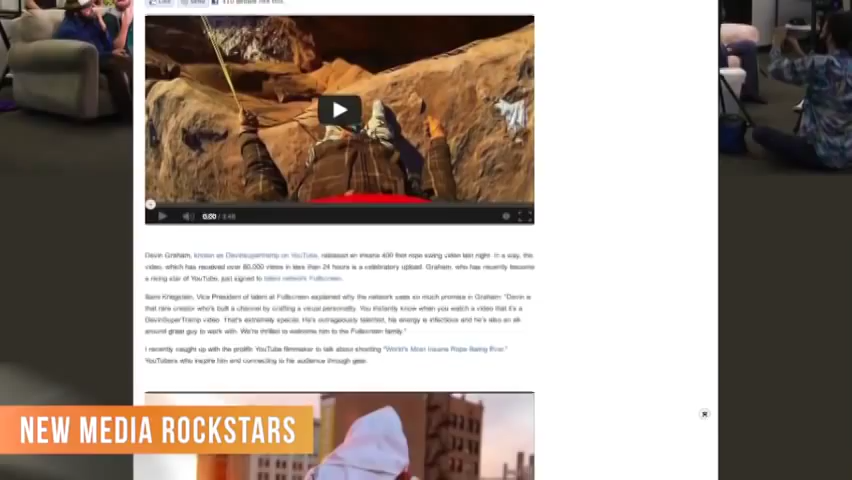 Like Send 410 people like this.
0:00 / 3:48
Devin Graham, known as Devinsupertramp on YouTube, released an insane 400 foot rope swing video late night. In a way, the
video, which has received over 80,000 views in less than 24 hours is a celebratory upload. Graham, who has recently become
a rising star of YouTube, just signed to talent network Fullscreen.
Sami Kriegstein, Vice President of talent at Fullscreen explained why the network sees so much promise in Graham: "Devin is
that rare creator who's built a channel by crafting a visual personality. You instantly know when you watch a video that it's a
DevinSuperTramp video. That's extremely special. He's outrageously talented, his energy is infectious and he's also an all-
around great guy to work with. We're thrilled to welcome him to the Fullscreen family."
I recently caught up with the prolific YouTube filmmaker to talk about shooting "World's Most Insane Rope Swing Ever."
YouTubers who inspire him and connecting to his audience through gear.
NEW MEDIA ROCKSTARS